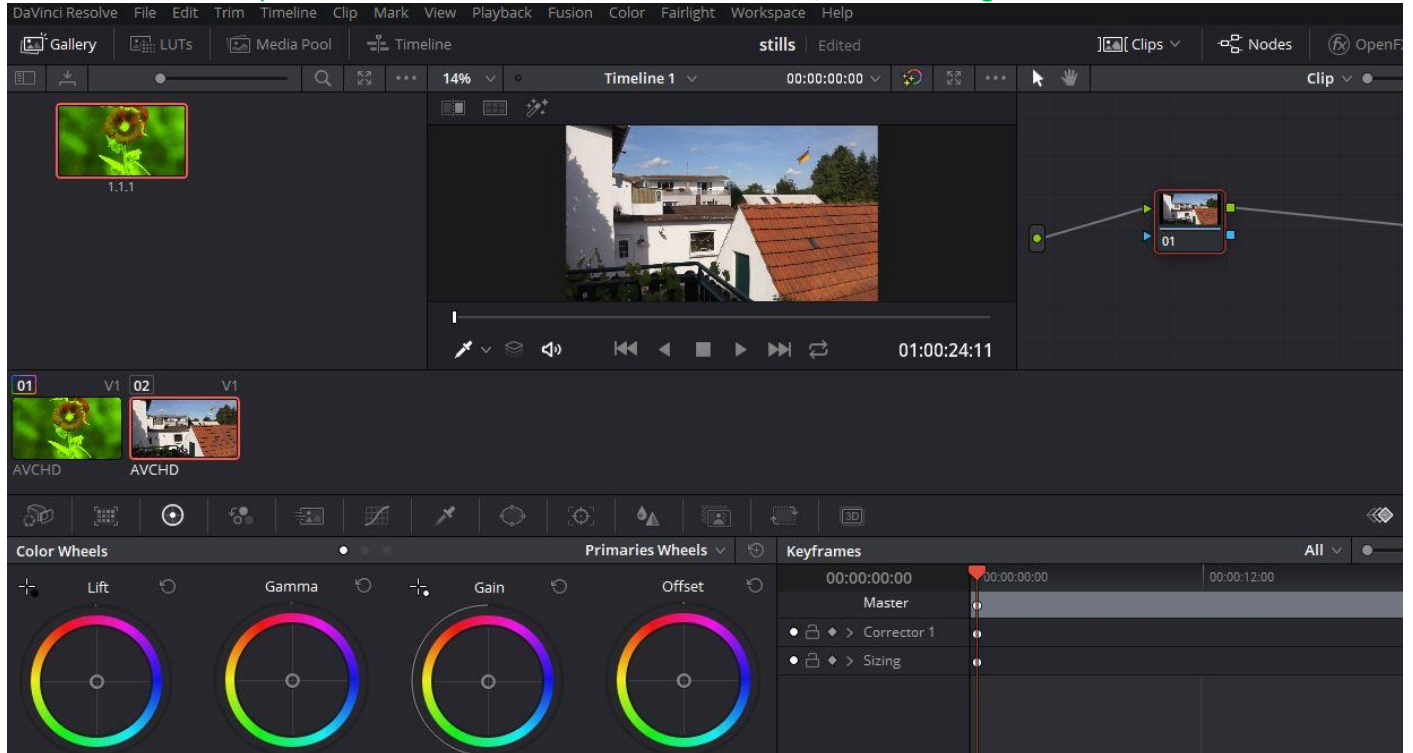 DaVinci Resolve File Edit Trim Timeline Clip Mark View Playback Fusion Color Fairlight Workspace Help
Gallery LUTs Media Pool Timeline stills Edited Clips Nodes fx
14% Timeline 1 00:00:00:00 Clip
1.1.1
01
01:00:24:11
01 V1 02 V1
AVCHD AVCHD
3D
Color Wheels Primaries Wheels Keyframes All
Lift Gamma Gain Offset 00:00:00:00 00:00:00:00 00:00:12:00
Master
Corrector 1
Sizing